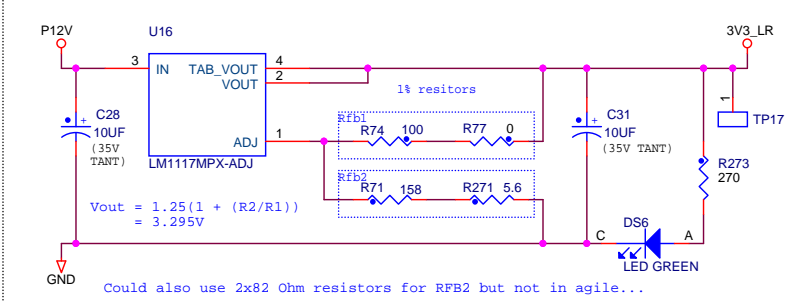 P12V
U16
3V3_LR
3
IN
TAB_VOUT
4
VOUT
2
1% resitors
1
TP17
C28
10UF
(35V
TANT)
ADJ
1
LM1117MPX-ADJ
Rfb1
R74
100
R77
0
C31
10UF
(35V
TANT)
Rfb2
R71
158
R271
5.6
R273
270
Vout = 1.25(1 + (R2/R1))
= 3.295V
DS6
C
A
LED GREEN
GND
Could also use 2x82 Ohm resistors for RFB2 but not in agile...